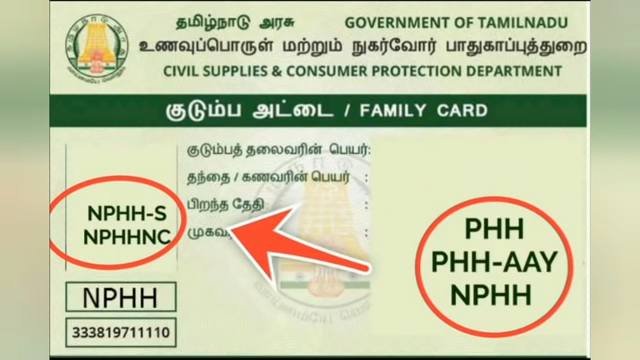 தமிழ்நாடு அரசு GOVERNMENT OF TAMILNADU
உணவுப்பொருள் மற்றும் நுகர்வோர் பாதுகாப்புத்துறை
CIVIL SUPPLIES & CONSUMER PROTECTION DEPARTMENT
குடும்ப அட்டை / FAMILY CARD
குடும்பத் தலைவரின் பெயர்:
தந்தை / கணவரின் பெயர் :
பிறந்த தேதி :
:
NPHH-S
NPHHNC
PHH
PHH-AAY
NPHH
NPHH
333819711110